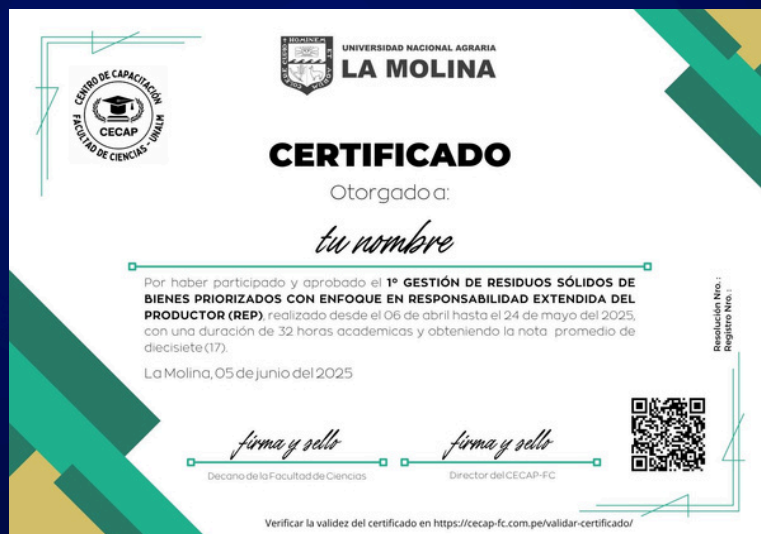 UNIVERSIDAD NACIONAL AGRARIA
LA MOLINA
CENTRO DE CAPACITACIÓN
CECAP
FACULTAD DE CIENCIAS - UNALM
CERTIFICADO
Otorgado a:
tu nombre
Por haber participado y aprobado el 1º GESTIÓN DE RESIDUOS SÓLIDOS DE
BIENES PRIORIZADOS CON ENFOQUE EN RESPONSABILIDAD EXTENDIDA DEL
PRODUCTOR (REP), realizado desde el 06 de abril hasta el 24 de mayo del 2025,
con una duración de 32 horas academicas y obteniendo la nota promedio de
diecisiete (17).
La Molina, 05 de junio del 2025
Resolución Nro. :
Registro Nro. :
firma y sello
Decano de la Facultad de Ciencias
firma y sello
Director del CECAP-FC
Verificar la validez del certificado en https://cecap-fc.com.pe/validar-certificado/